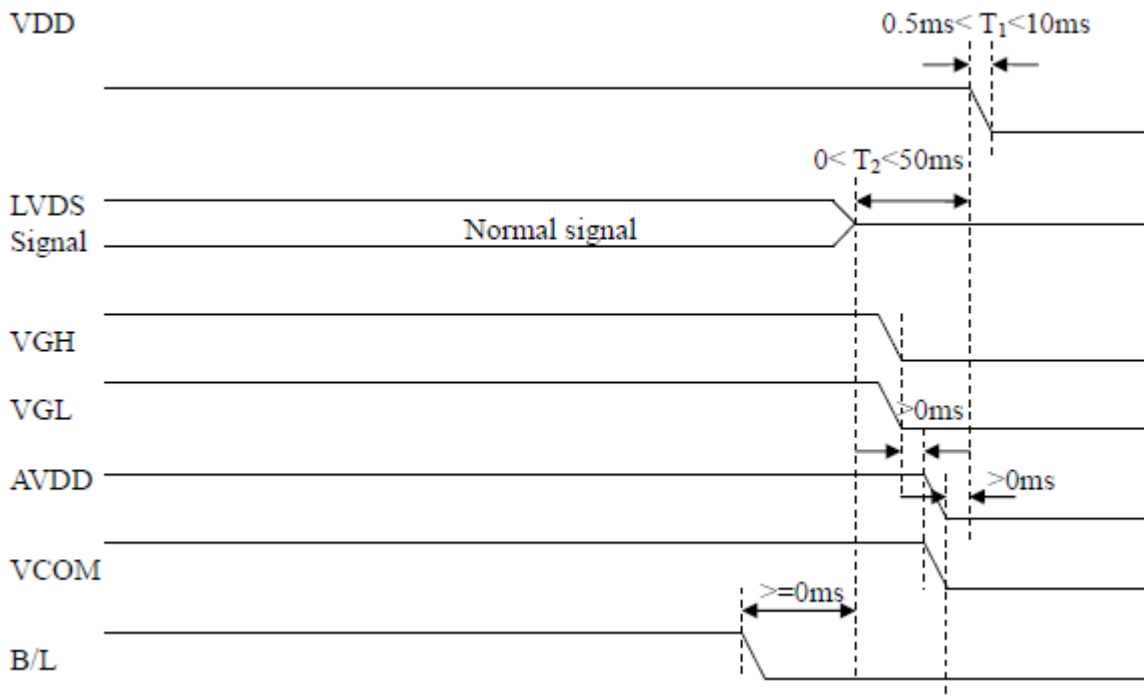 VDD
0.5ms< T₁<10ms
0< T₂<50ms
LVDS
Signal
Normal signal
VGH
VGL
>0ms
AVDD
>0ms
VCOM
>=0ms
B/L